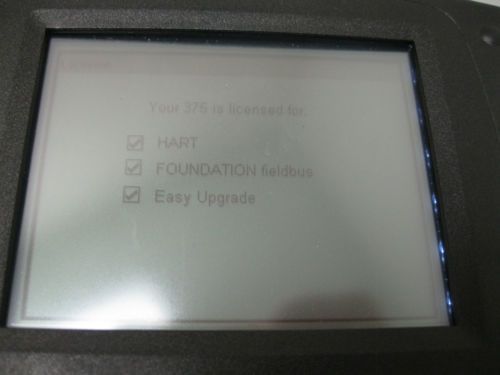 Your 375 is licensed for:
HART
FOUNDATION fieldbus
Easy Upgrade